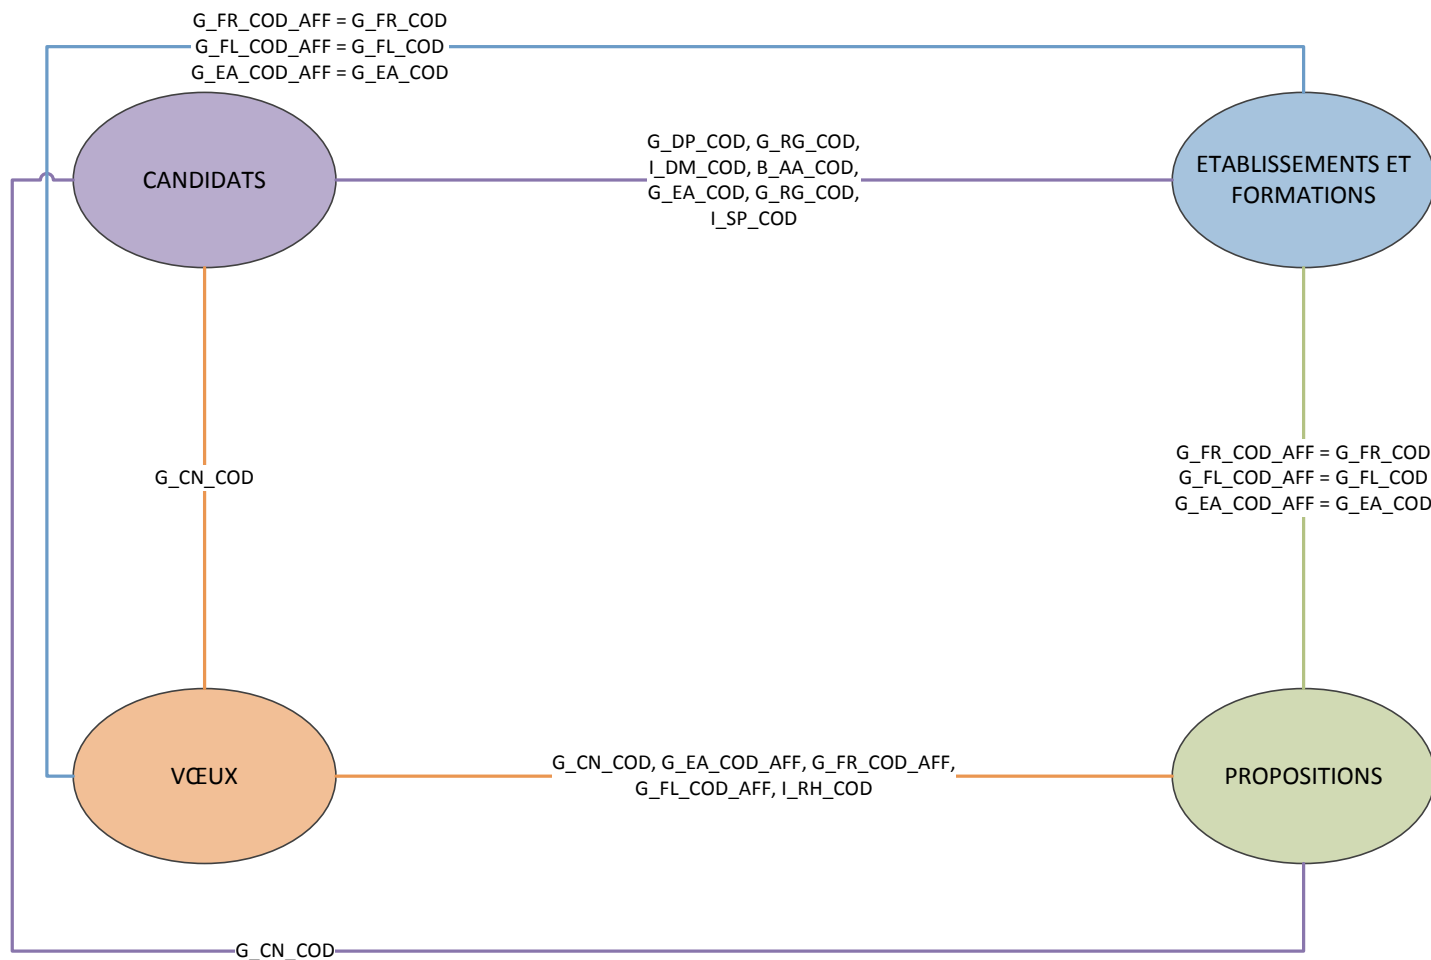 G_FR_COD_AFF = G_FR_COD
G_FL_COD_AFF = G_FL_COD
G_EA_COD_AFF = G_EA_COD
CANDIDATS
G_DP_COD, G_RG_COD,
I_DM_COD, B_AA_COD,
G_EA_COD, G_RG_COD,
I_SP_COD
ETABLISSEMENTS ET
FORMATIONS
G_CN_COD
G_FR_COD_AFF = G_FR_COD
G_FL_COD_AFF = G_FL_COD
G_EA_COD_AFF = G_EA_COD
VŒUX
G_CN_COD, G_EA_COD_AFF, G_FR_COD_AFF,
G_FL_COD_AFF, I_RH_COD
PROPOSITIONS
G_CN_COD